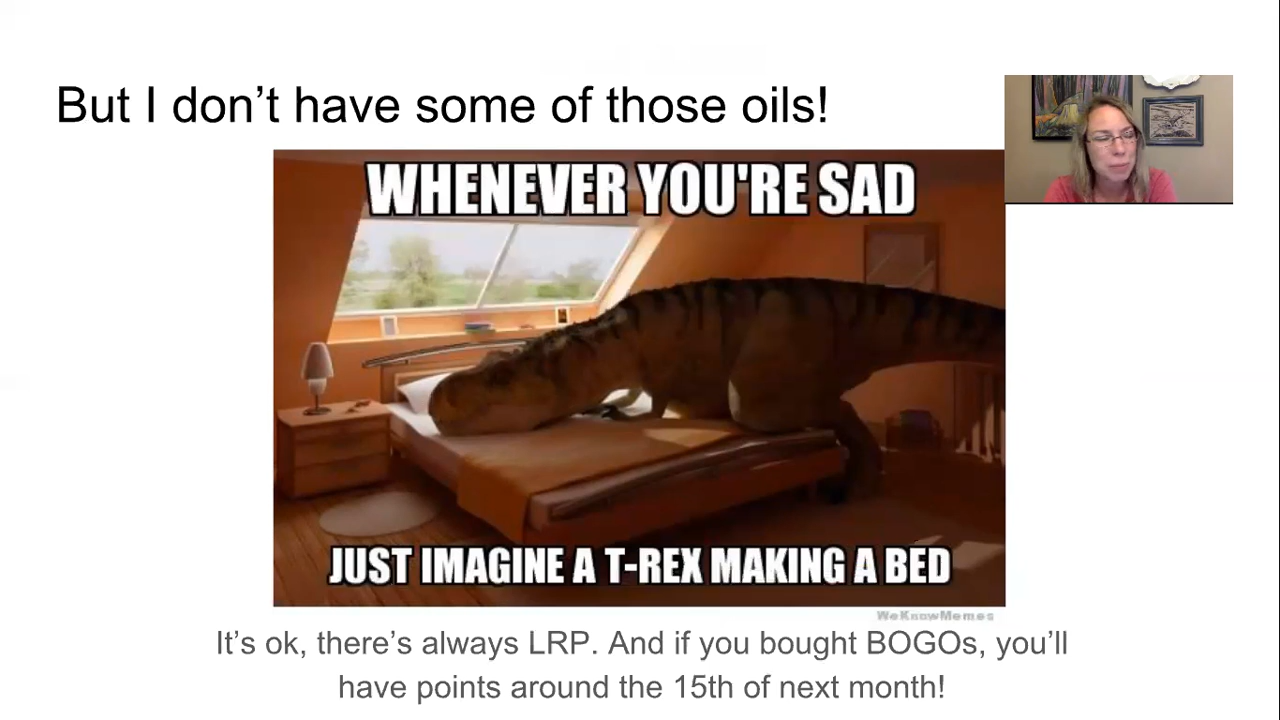 But I don’t have some of those oils!
WHENEVER YOU'RE SAD
JUST IMAGINE A T-REX MAKING A BED
WeKnowMemes
It’s ok, there’s always LRP. And if you bought BOGOs, you’ll
have points around the 15th of next month!